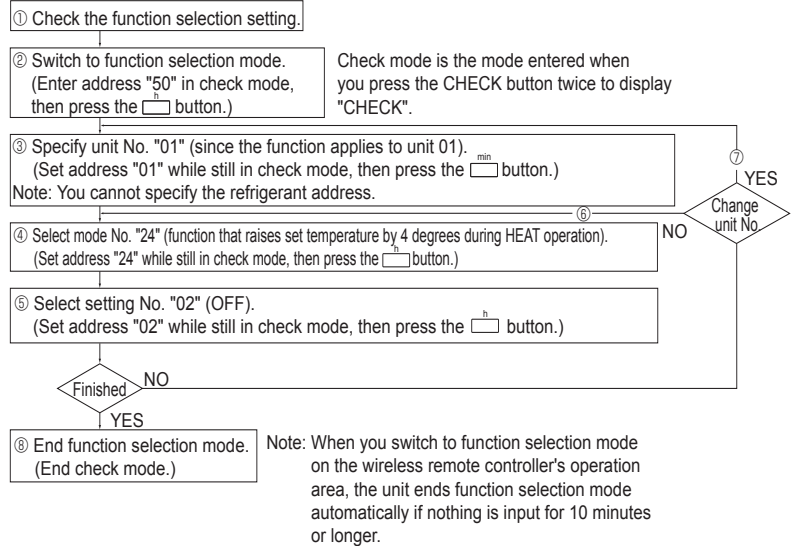 ① Check the function selection setting.
② Switch to function selection mode.
(Enter address "50" in check mode,
then press the h button.)
Check mode is the mode entered when
you press the CHECK button twice to display
"CHECK".
③ Specify unit No. "01" (since the function applies to unit 01).
(Set address "01" while still in check mode, then press the min button.)
Note: You cannot specify the refrigerant address.
⑦
YES
Change
unit No.
⑥
NO
④ Select mode No. "24" (function that raises set temperature by 4 degrees during HEAT operation).
(Set address "24" while still in check mode, then press the h button.)
⑤ Select setting No. "02" (OFF).
(Set address "02" while still in check mode, then press the h button.)
Finished
NO
YES
⑧ End function selection mode.
(End check mode.)
Note: When you switch to function selection mode
on the wireless remote controller's operation
area, the unit ends function selection mode
automatically if nothing is input for 10 minutes
or longer.